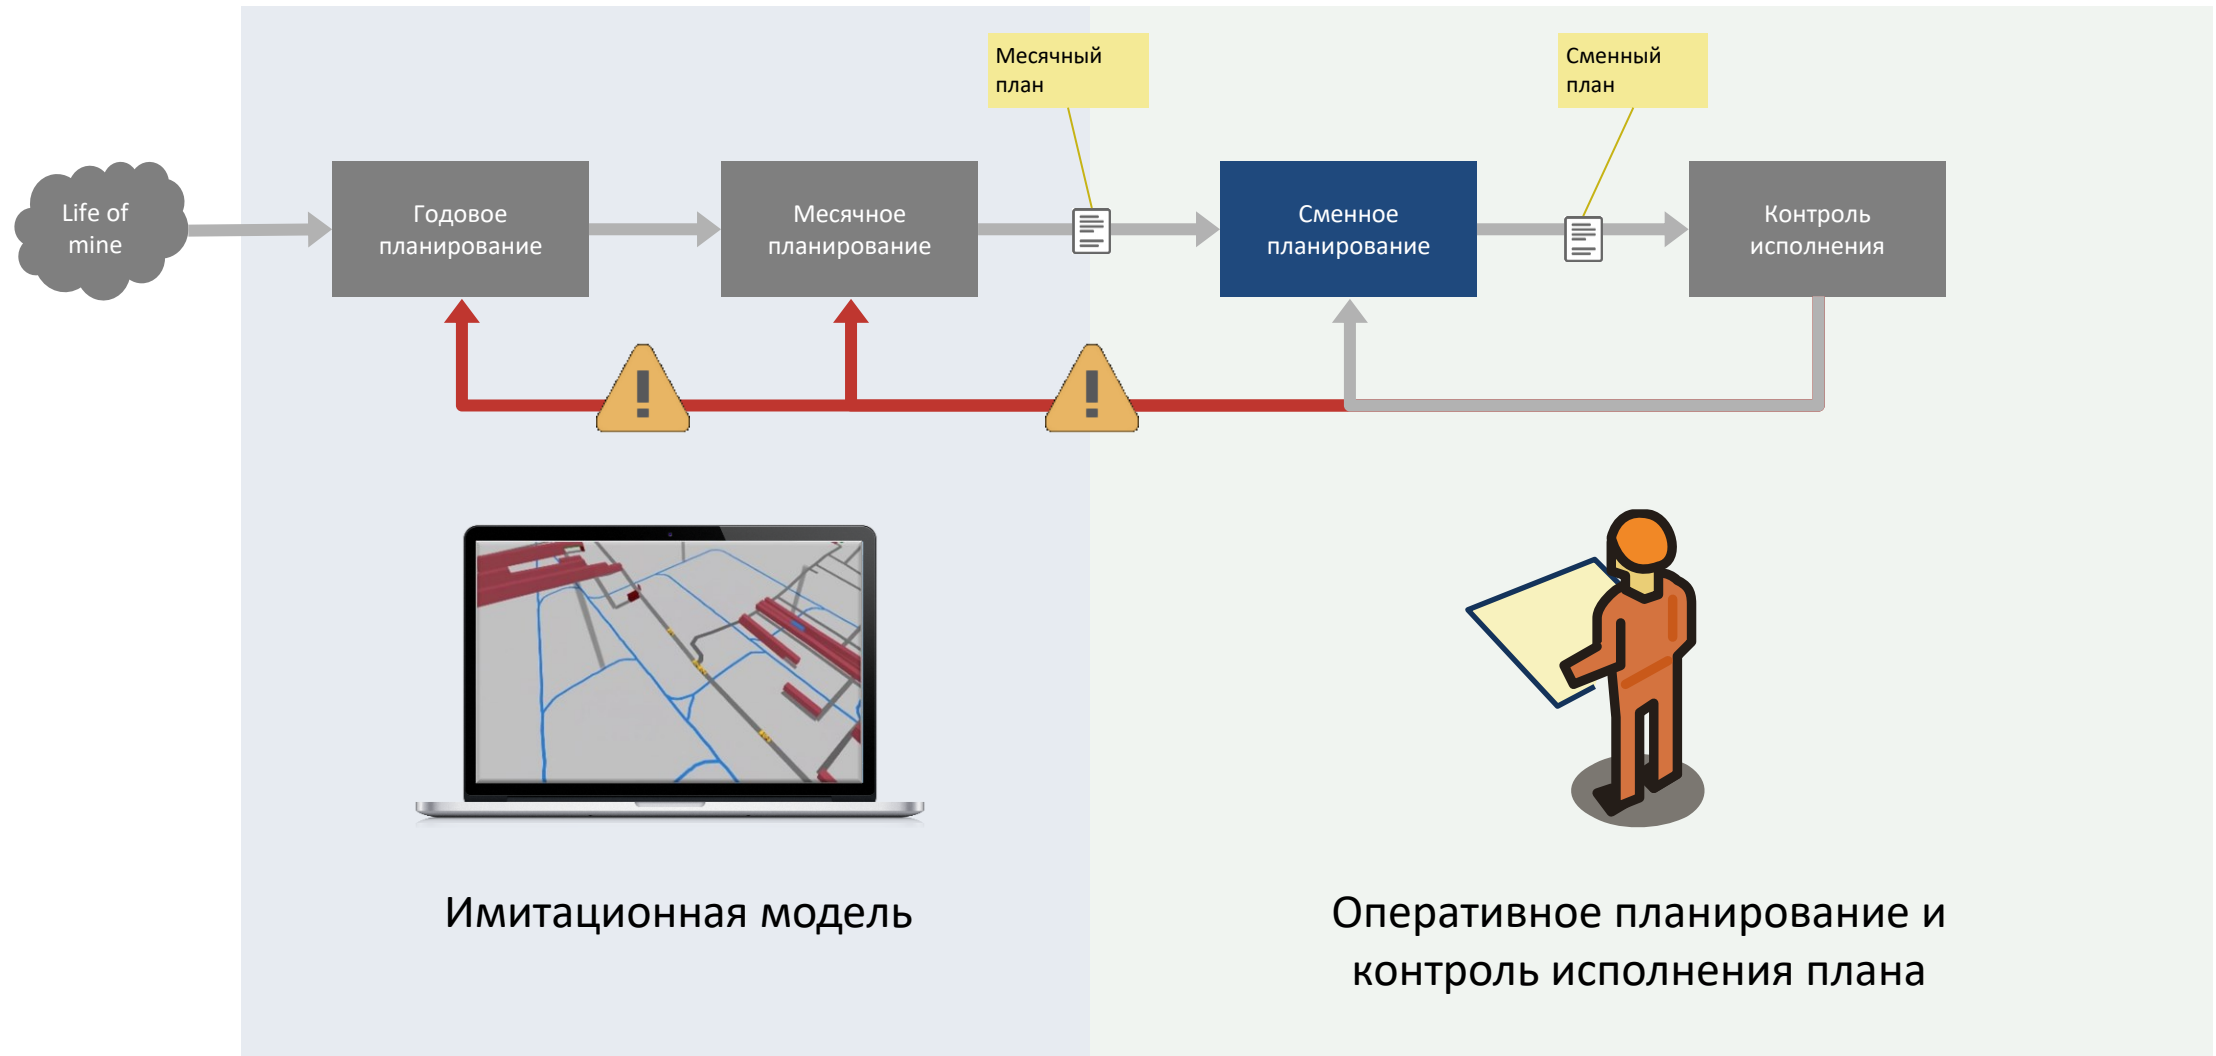 Месячный
план
Сменный
план
Life of
mine
Годовое
планирование
Месячное
планирование
Сменное
планирование
Контроль
исполнения
Имитационная модель
Оперативное планирование и
контроль исполнения плана